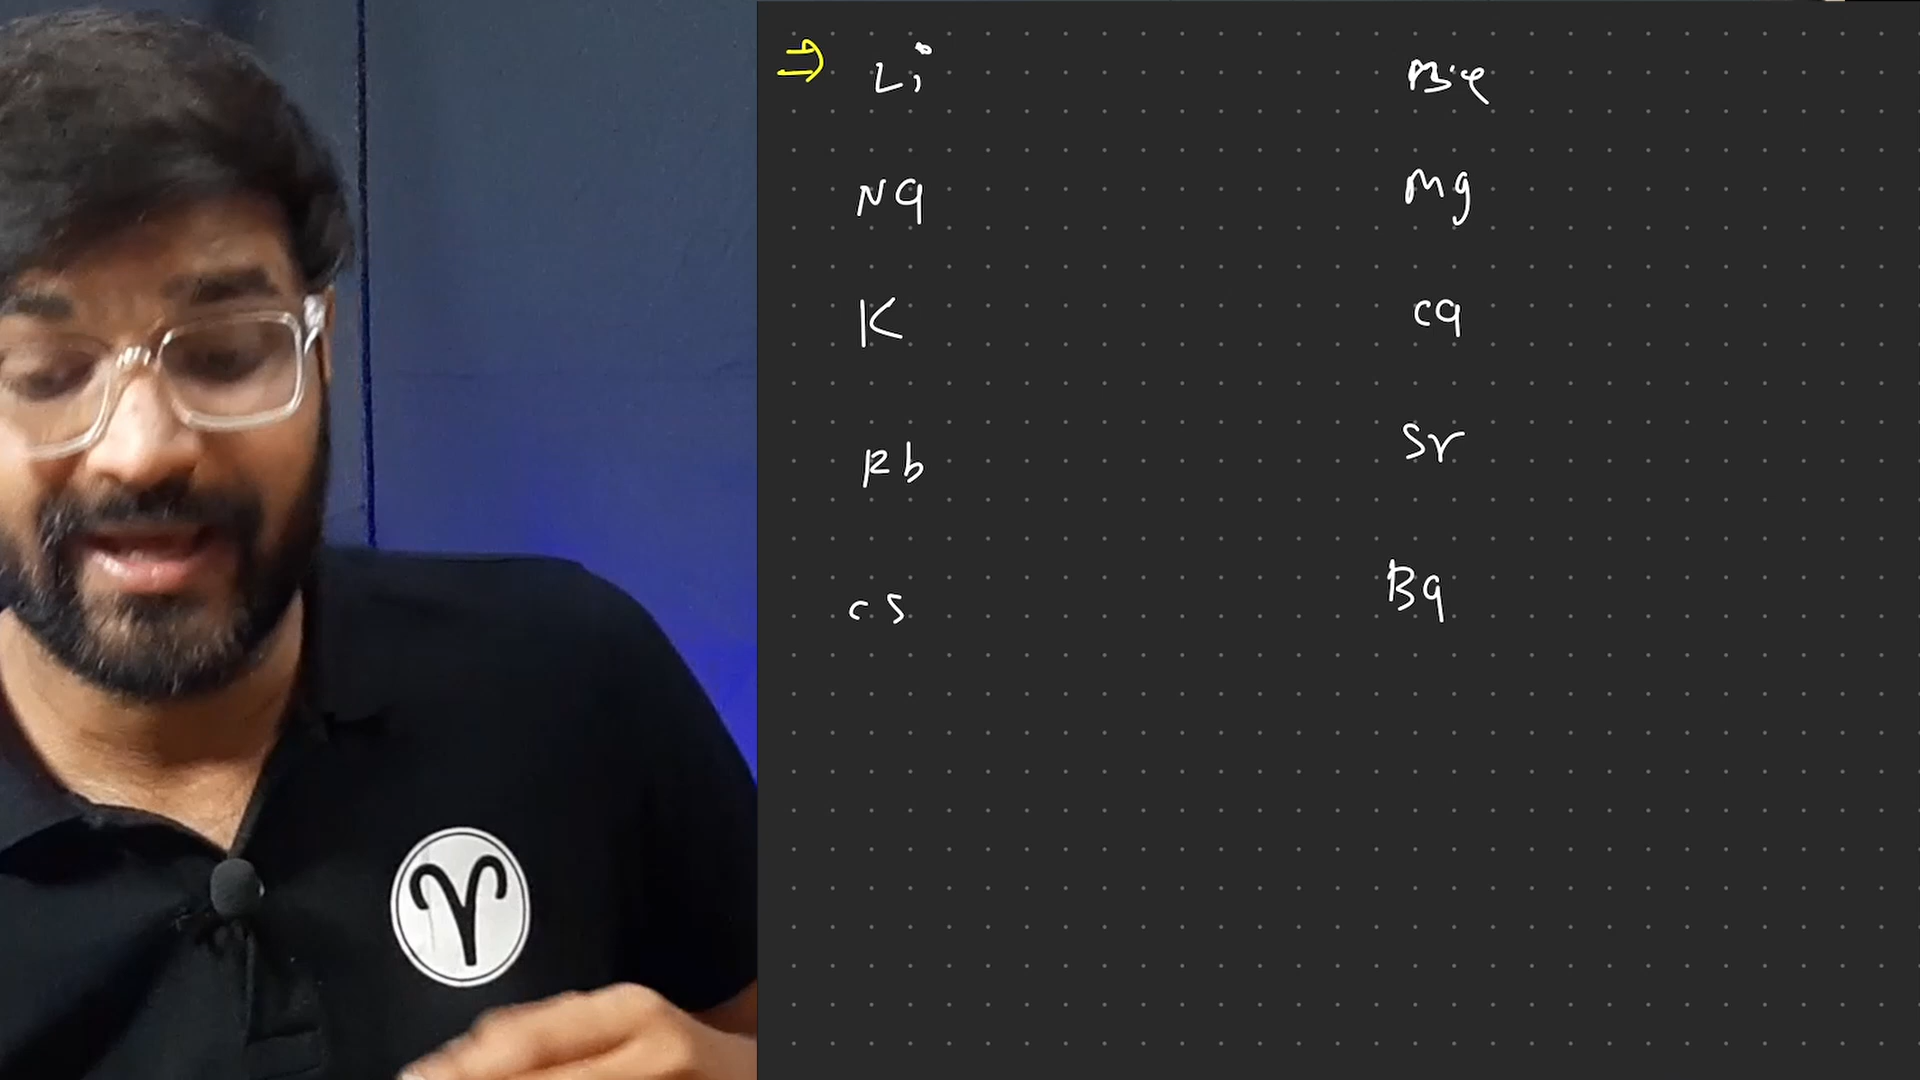 ⇒ Li Be
Na Mg
K Ca
Rb Sr
Cs Ba